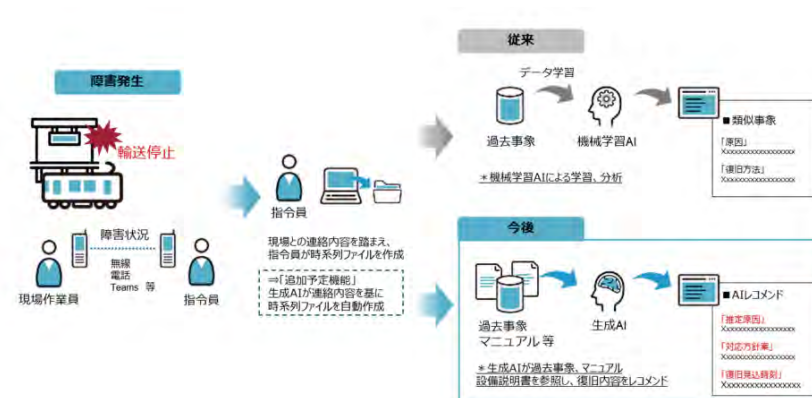 障害発生
輸送停止
障害状況
無線
電話
Teams 等
現場作業員
指令員
指令員
現場との連絡内容を踏まえ、
指令員が時系列ファイルを作成
⇒「追加予定機能」
生成AIが連絡内容を基に
時系列ファイルを自動作成
従来
データ学習
過去事象
機械学習AI
*機械学習AIによる学習、分析
■類似事象
「原因」
Xxxxxxxxxxxxxxxxx
「復旧方法」
Xxxxxxxxxxxxxxxxx
今後
過去事象
マニュアル 等
生成AI
*生成AIが過去事象、マニュアル
設備説明書を参照し、復旧内容をレコメンド
■AIレコメンド
「推定原因」
Xxxxxxxxxxxxxxxxx
「対応方針案」
Xxxxxxxxxxxxxxxxx
「復旧見込時刻」
Xxxxxxxxxxxxxxxxx